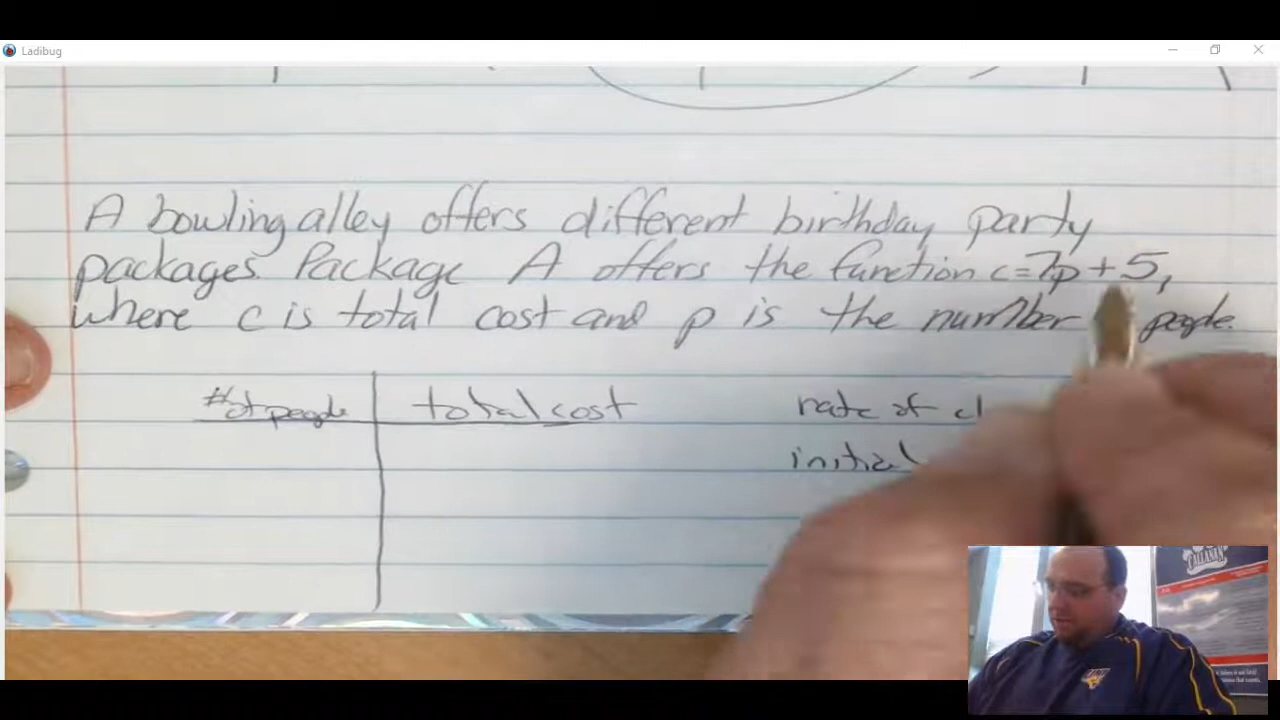 Ladibug
A bowling alley offers different birthday party
packages. Package A offers the function c=7p+5,
where c is total cost and p is the number people.
# of people total cost rate of
initial